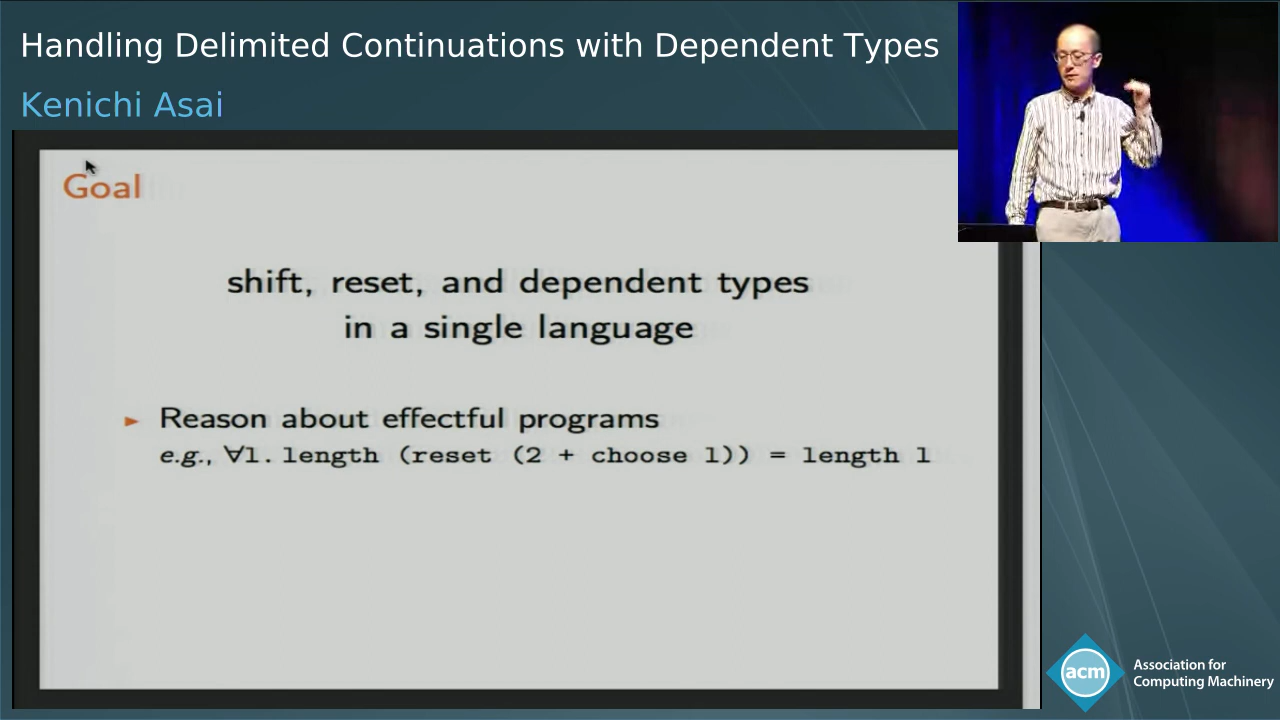 Handling Delimited Continuations with Dependent Types
Kenichi Asai
Goal
shift, reset, and dependent types
in a single language
► Reason about effectful programs
e.g., ∀l. length (reset (2 + choose l)) = length l
acm
Association for
Computing Machinery